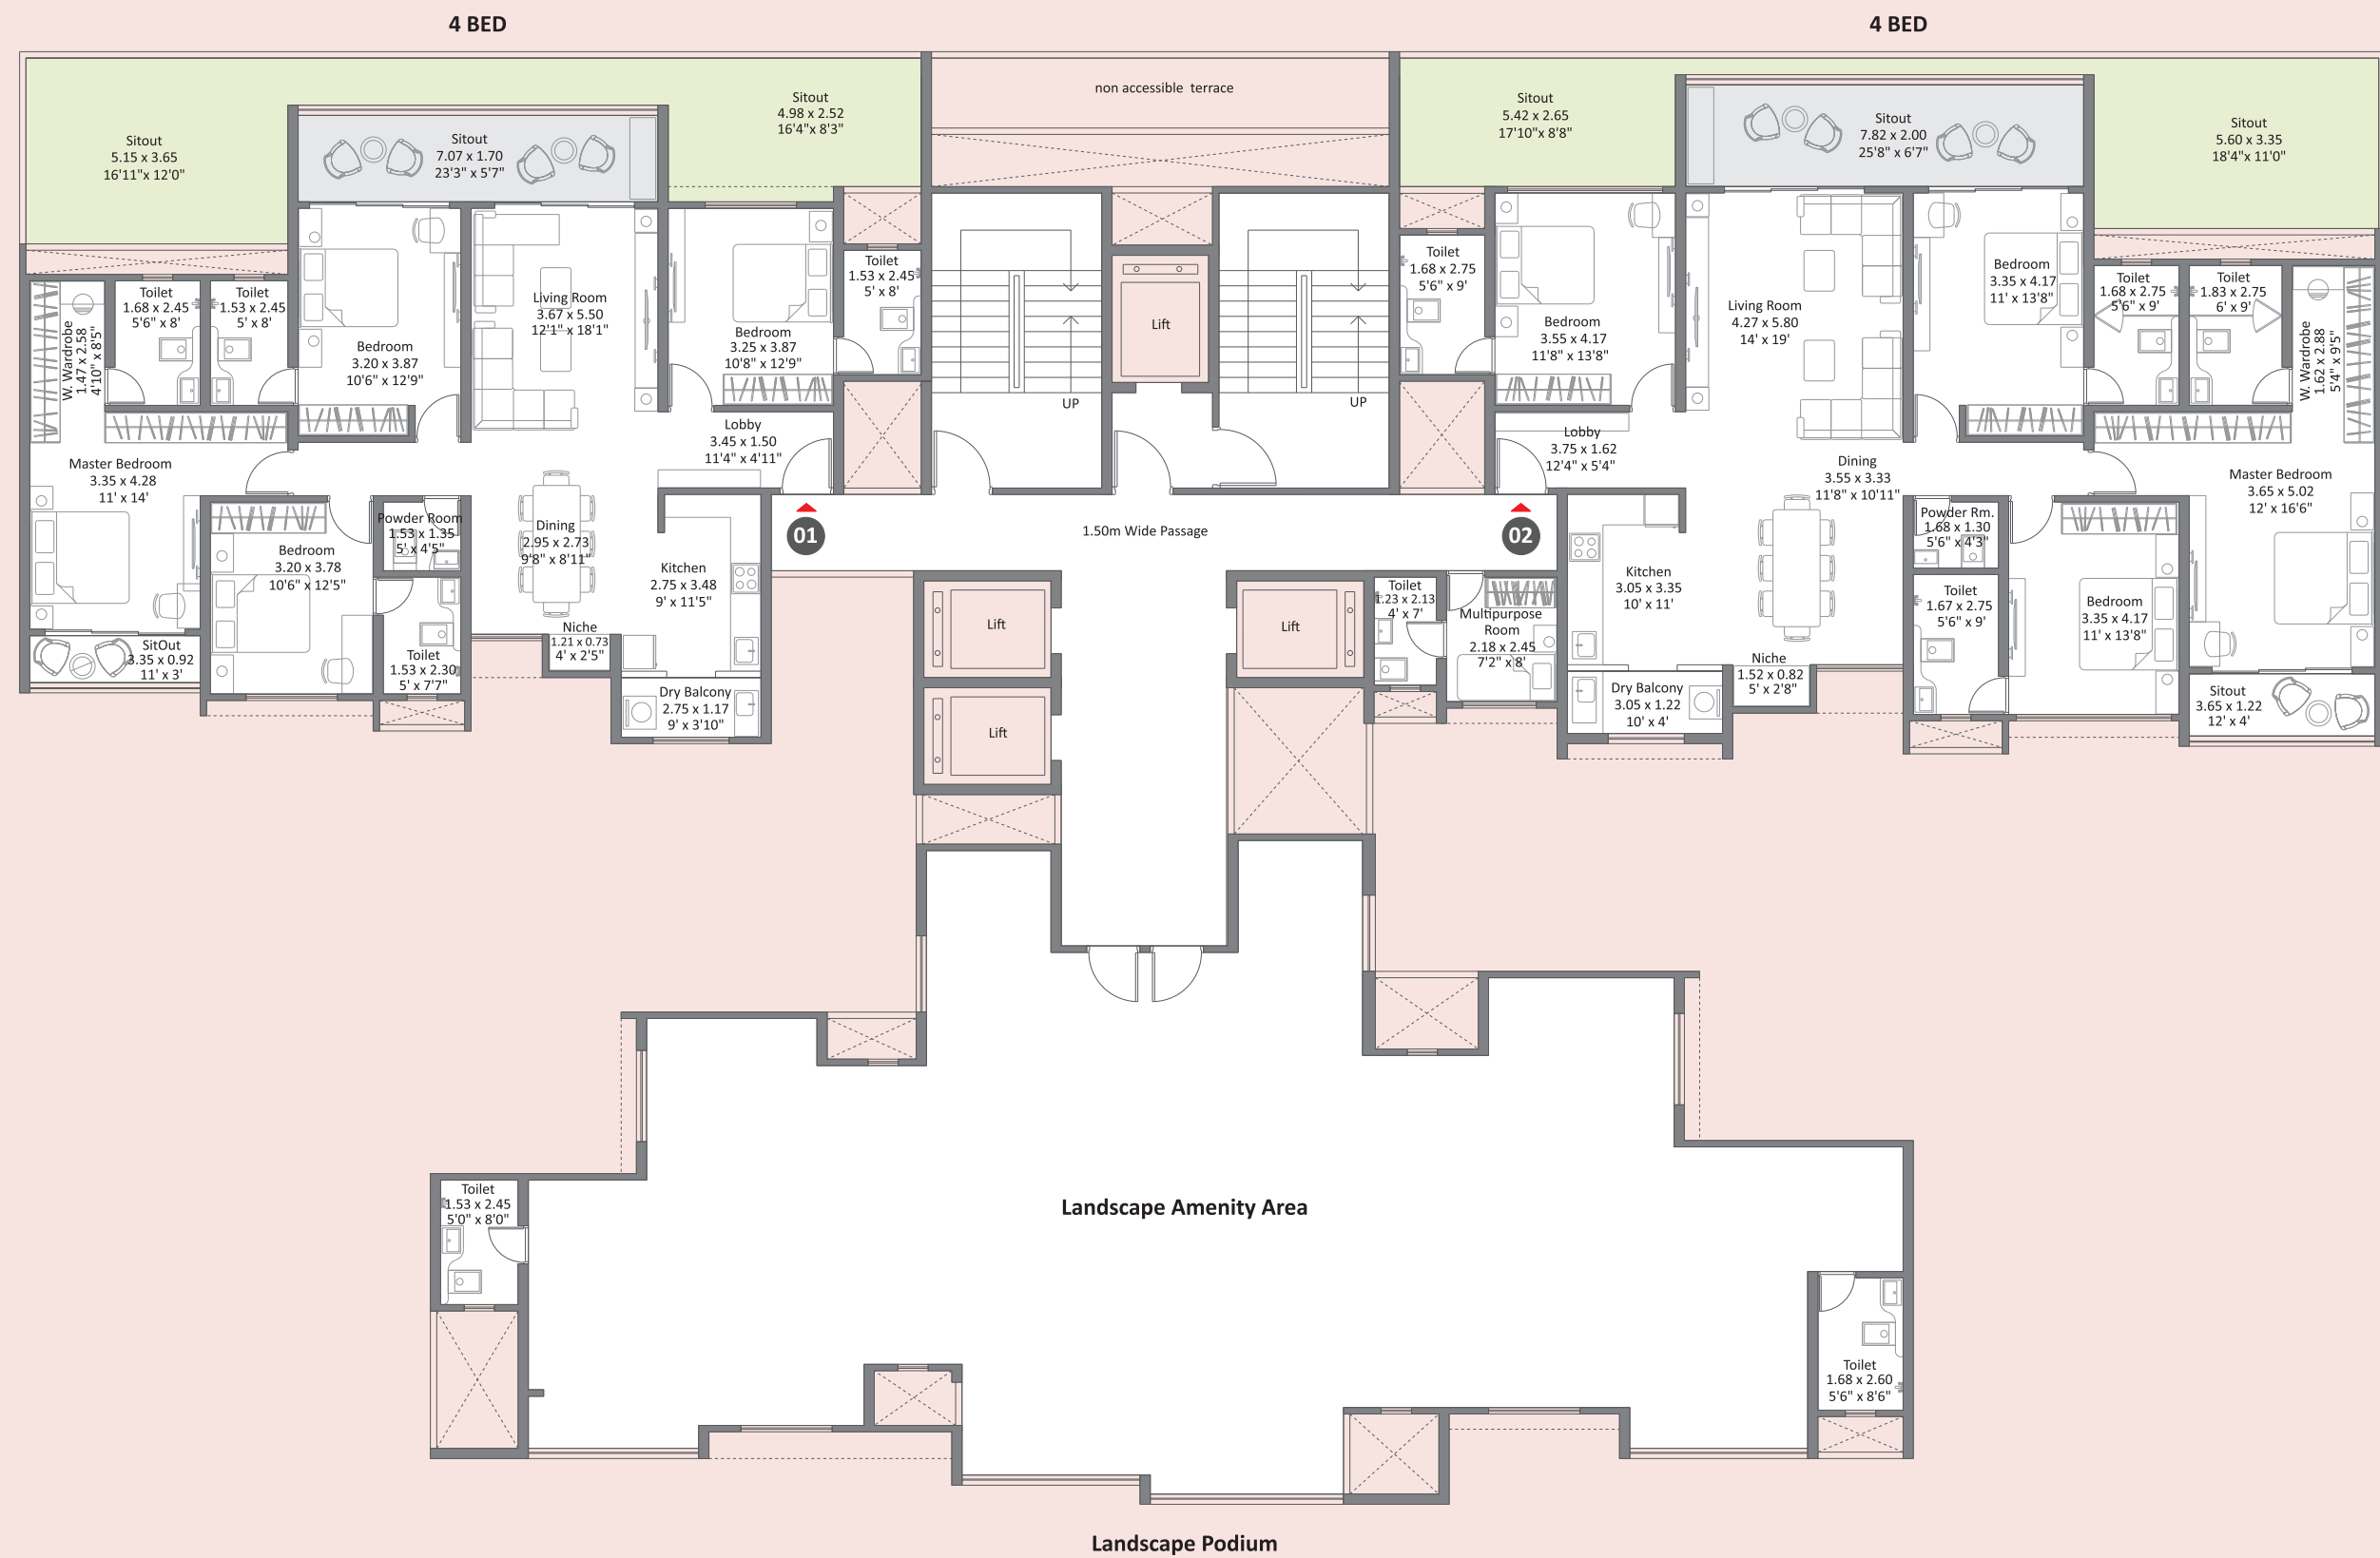 4 BED
4 BED
Sitout
5.15 x 3.65
16'11"x 12'0"
Sitout
7.07 x 1.70
23'3" x 5'7"
Sitout
4.98 x 2.52
16'4"x 8'3"
non accessible terrace
Sitout
5.42 x 2.65
17'10"x 8'8"
Sitout
7.82 x 2.00
25'8" x 6'7"
Sitout
5.60 x 3.35
18'4"x 11'0"
W. Wardrobe
1.47 x 2.58
4'10" x 8'5"
Toilet
1.68 x 2.45
5'6" x 8'
Toilet
1.53 x 2.45
5' x 8'
Bedroom
3.20 x 3.87
10'6" x 12'9"
Living Room
3.67 x 5.50
12'1" x 18'1"
Bedroom
3.25 x 3.87
10'8" x 12'9"
Toilet
1.53 x 2.45
5' x 8'
UP
Lift
UP
Toilet
1.68 x 2.75
5'6" x 9'
Bedroom
3.55 x 4.17
11'8" x 13'8"
Living Room
4.27 x 5.80
14' x 19'
Bedroom
3.35 x 4.17
11' x 13'8"
Toilet
1.68 x 2.75
5'6" x 9'
Toilet
1.83 x 2.75
6' x 9'
W. Wardrobe
1.62 x 2.88
5'4" x 9'5"
Master Bedroom
3.35 x 4.28
11' x 14'
Lobby
3.45 x 1.50
11'4" x 4'11"
Lobby
3.75 x 1.62
12'4" x 5'4"
Dining
3.55 x 3.33
11'8" x 10'11"
Master Bedroom
3.65 x 5.02
12' x 16'6"
Bedroom
3.20 x 3.78
10'6" x 12'5"
Powder Room
1.53 x 1.35
5' x 4'5"
Dining
2.95 x 2.73
9'8" x 8'11"
Kitchen
2.75 x 3.48
9' x 11'5"
01
1.50m Wide Passage
02
Kitchen
3.05 x 3.35
10' x 11'
Powder Rm.
1.68 x 1.30
5'6" x 4'3"
SitOut
3.35 x 0.92
11' x 3'
Toilet
1.53 x 2.30
5' x 7'7"
Niche
1.21 x 0.73
4' x 2'5"
Dry Balcony
2.75 x 1.17
9' x 3'10"
Lift
Lift
Lift
Toilet
1.23 x 2.13
4' x 7'
Multipurpose
Room
2.18 x 2.45
7'2" x 8'
Dry Balcony
3.05 x 1.22
10' x 4'
Niche
1.52 x 0.82
5' x 2'8"
Toilet
1.67 x 2.75
5'6" x 9'
Bedroom
3.35 x 4.17
11' x 13'8"
Sitout
3.65 x 1.22
12' x 4'
Toilet
1.53 x 2.45
5'0" x 8'0"
Landscape Amenity Area
Toilet
1.68 x 2.60
5'6" x 8'6"
Landscape Podium